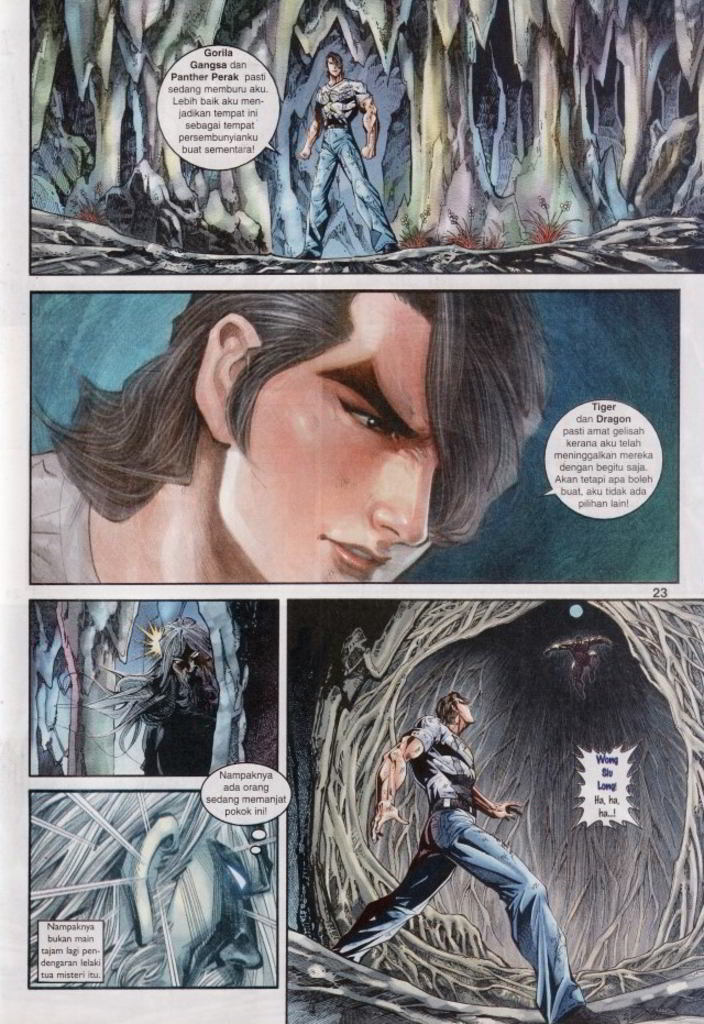 Gorila
Gangsa dan
Panther Perak pasti
sedang memburu aku.
Lebih baik aku men-
jadikan tempat ini
sebagai tempat
persembunyianku
buat sementara!
Tiger
dan Dragon
pasti amat gelisah
kerana aku telah
meninggalkan mereka
dengan begitu saja.
Akan tetapi apa boleh
buat, aku tidak ada
pilihan lain!
23
Nampaknya
ada orang
sedang memanjat
pokok ini!
Nampaknya
bukan main
tajam lagi pen-
dengaran lelaki
tua misteri itu.
Wong
Siu
Long!
Ha, ha,
ha...!